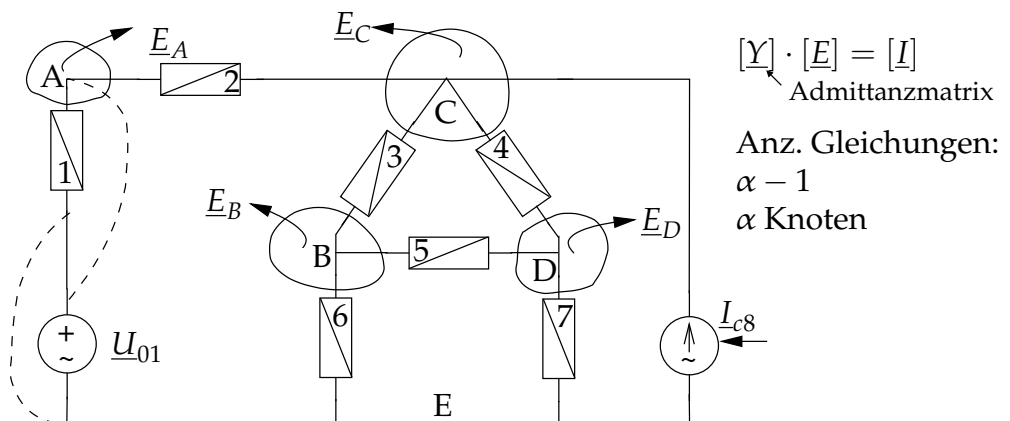 E_C
A
E_A
2
[Y] · [E] = [I]
Admittanzmatrix
C
1
3
4
Anz. Gleichungen:
α − 1
α Knoten
E_B
E_D
B
5
D
6
7
I_c8
+
~
U_01
~
E